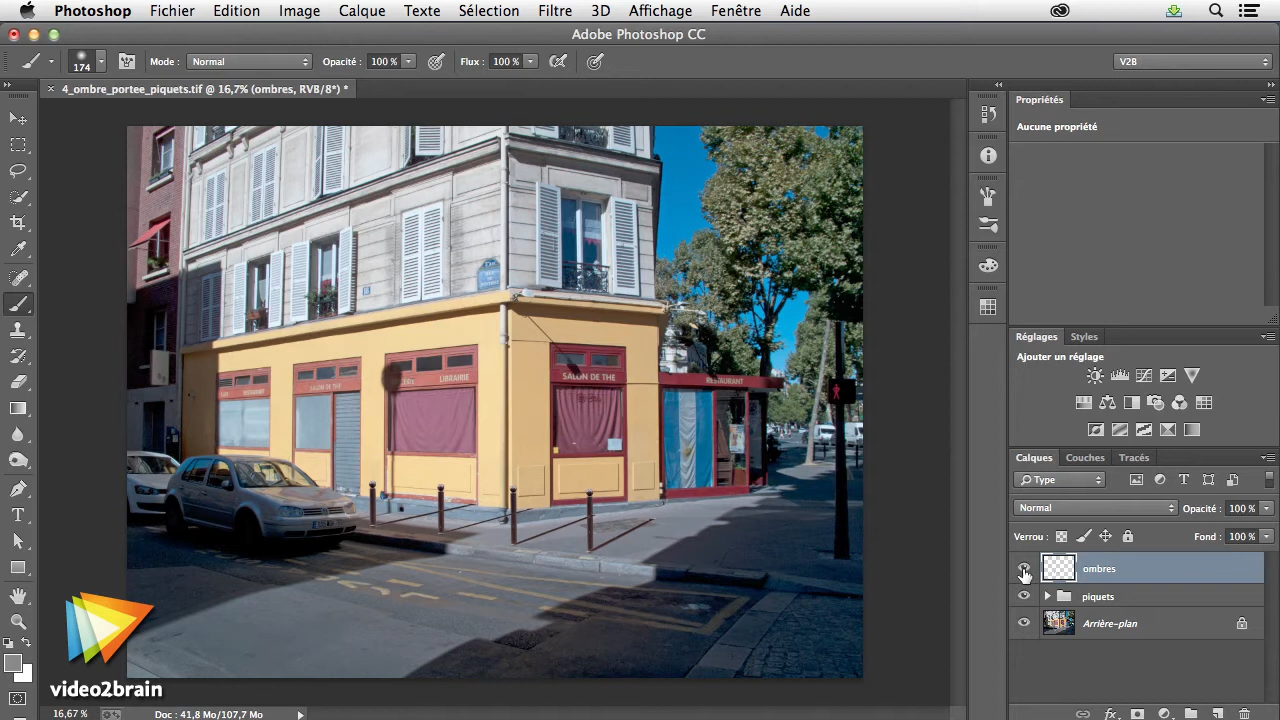 Photoshop Fichier Edition Image Calque Texte Sélection Filtre 3D Affichage Fenêtre Aide
Adobe Photoshop CC
174 Mode : Normal Opacité : 100 % Flux : 100 % V2B
× 4_ombre_portee_piquets.tif @ 16,7% (ombres, RVB/8*) *
Propriétés
Aucune propriété
LIBRAIRIE
SALON DE THE
SALON DE THE
RESTAURANT
RESTAURANT
Réglages Styles
Ajouter un réglage
Calques Couches Tracés
Type
Normal Opacité : 100 %
Verrou : Fond : 100 %
ombres
piquets
Arrière-plan
video2brain
16,67 % Doc : 41,8 Mo/107,7 Mo